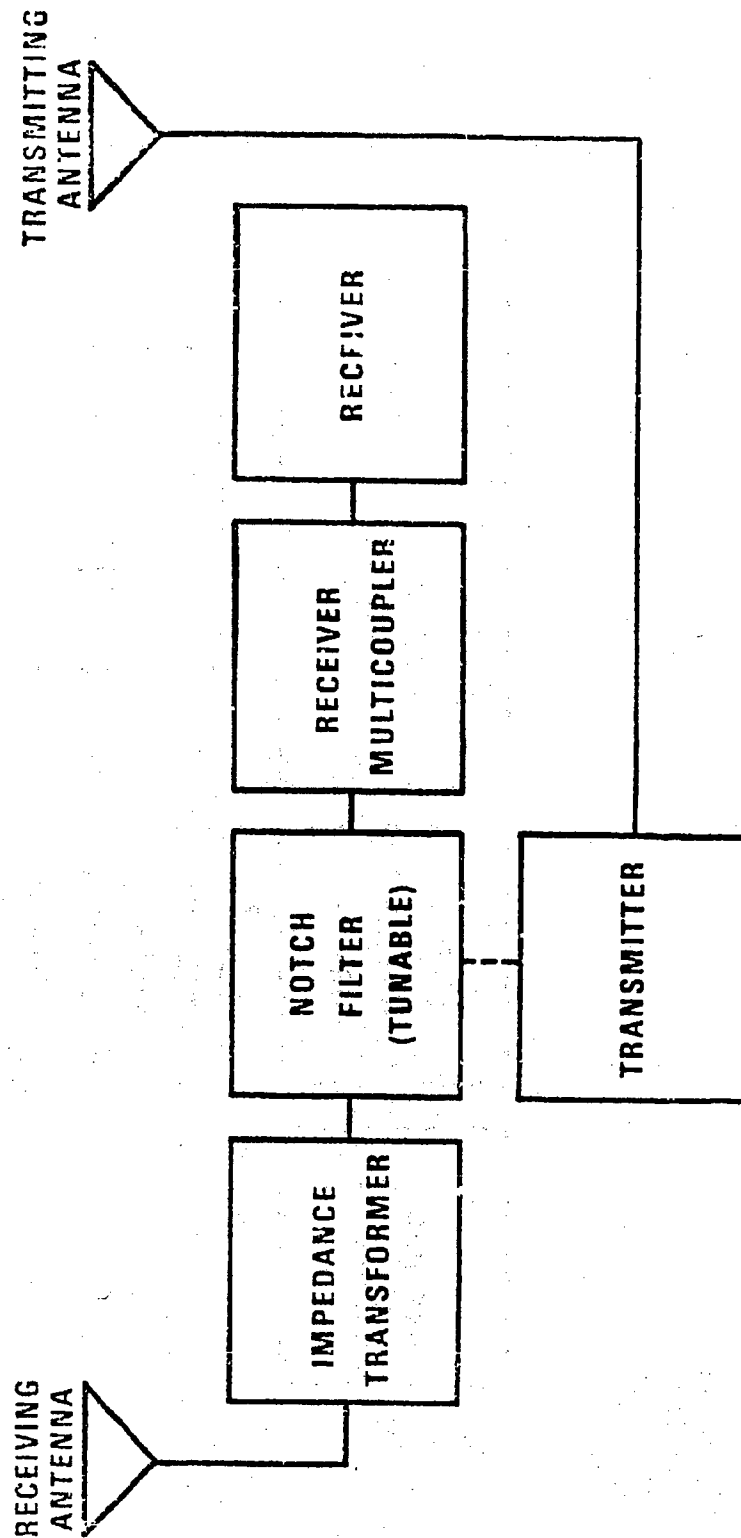 RECEIVING
ANTENNA
IMPEDANCE
TRANSFORMER
NOTCH
FILTER
(TUNABLE)
RECEIVER
MULTICOUPLER
RECEIVER
TRANSMITTING
ANTENNA
TRANSMITTER